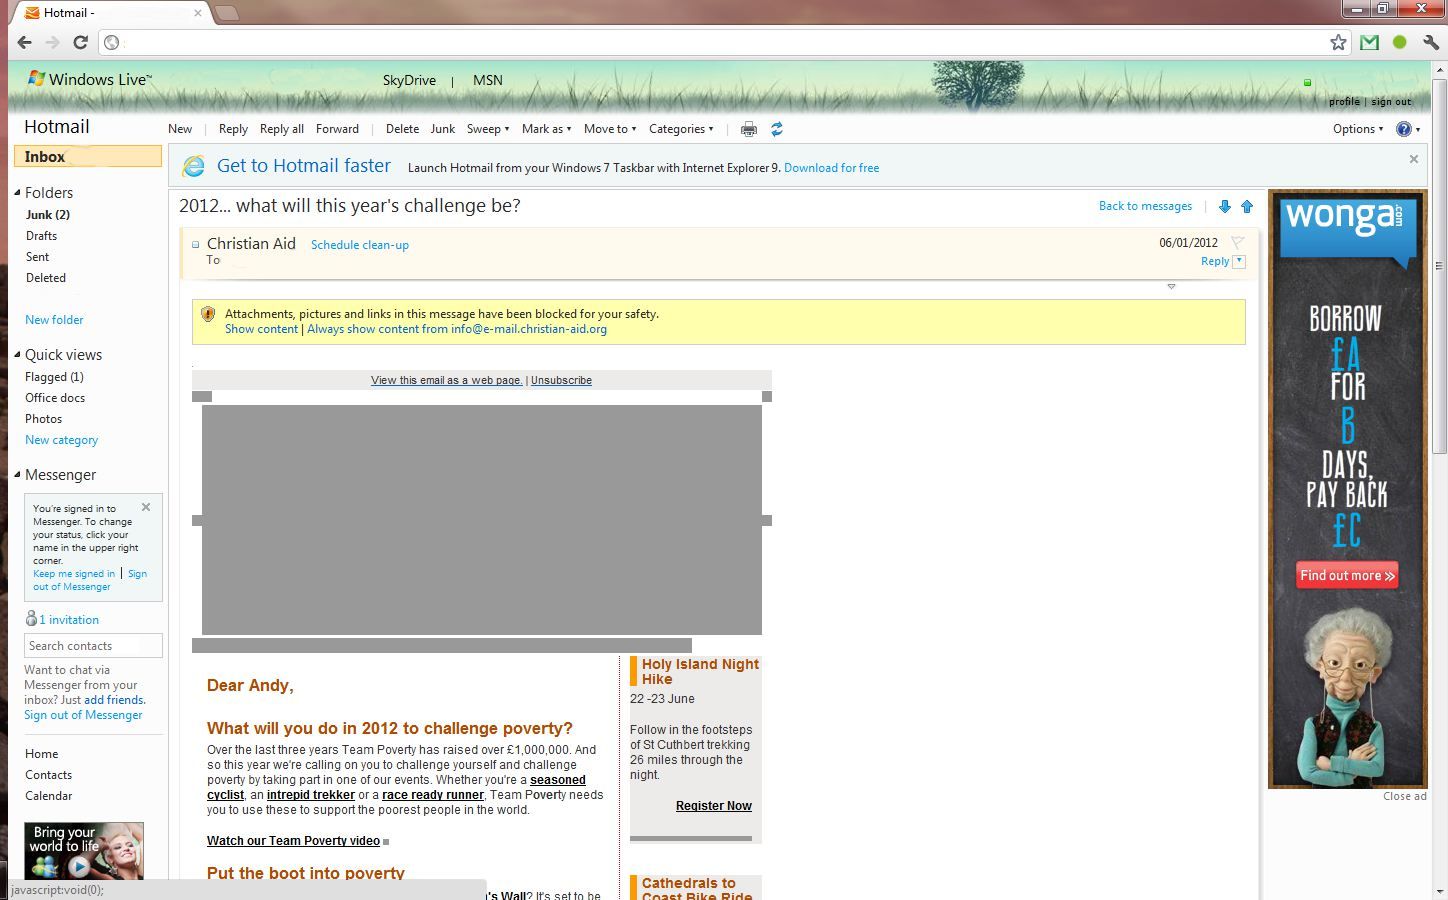 Hotmail -
Windows Live™
SkyDrive | MSN
profile | sign out
Hotmail
New | Reply Reply all Forward | Delete Junk Sweep Mark as Move to Categories |
Options
Inbox
Folders
Junk (2)
Drafts
Sent
Deleted
New folder
Quick views
Flagged (1)
Office docs
Photos
New category
Messenger
You're signed in to
Messenger. To change
your status, click your
name in the upper right
corner.
Keep me signed in | Sign
out of Messenger
1 invitation
Search contacts
Want to chat via
Messenger from your
inbox? Just add friends.
Sign out of Messenger
Home
Contacts
Calendar
Bring your
world to life
javascript:void(0);
Get to Hotmail faster Launch Hotmail from your Windows 7 Taskbar with Internet Explorer 9. Download for free
2012... what will this year's challenge be?
Back to messages |
Christian Aid Schedule clean-up
06/01/2012
To
Reply
Attachments, pictures and links in this message have been blocked for your safety.
Show content | Always show content from info@e-mail.christian-aid.org
View this email as a web page. | Unsubscribe
Dear Andy,
What will you do in 2012 to challenge poverty?
Over the last three years Team Poverty has raised over £1,000,000. And
so this year we're calling on you to challenge yourself and challenge
poverty by taking part in one of our events. Whether you're a seasoned
cyclist, an intrepid trekker or a race ready runner, Team Poverty needs
you to use these to support the poorest people in the world.
Watch our Team Poverty video
Put the boot into poverty
n's Wall? It's set to be
Holy Island Night
Hike
22 -23 June
Follow in the footsteps
of St Cuthbert trekking
26 miles through the
night.
Register Now
Cathedrals to
Coast Bike Ride
wonga.com
BORROW
£A
FOR
B
DAYS,
PAY BACK
£C
Find out more »
Close ad